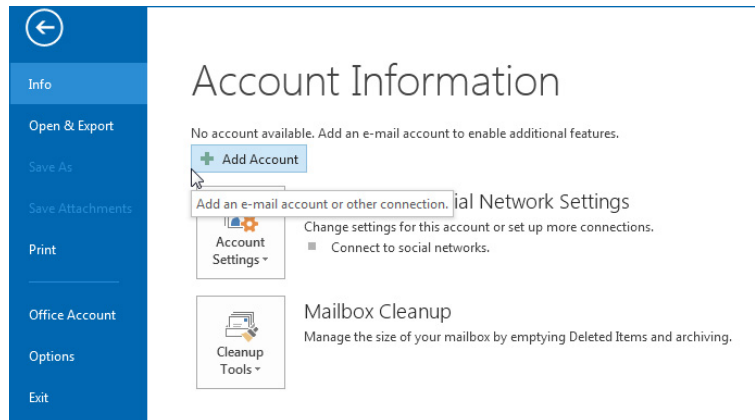 Info
Open & Export
Save As
Save Attachments
Print
Office Account
Options
Exit
Account Information
No account available. Add an e-mail account to enable additional features.
Add Account
Add an e-mail account or other connection.
ial Network Settings
Change settings for this account or set up more connections.
Connect to social networks.
Account
Settings
Mailbox Cleanup
Manage the size of your mailbox by emptying Deleted Items and archiving.
Cleanup
Tools